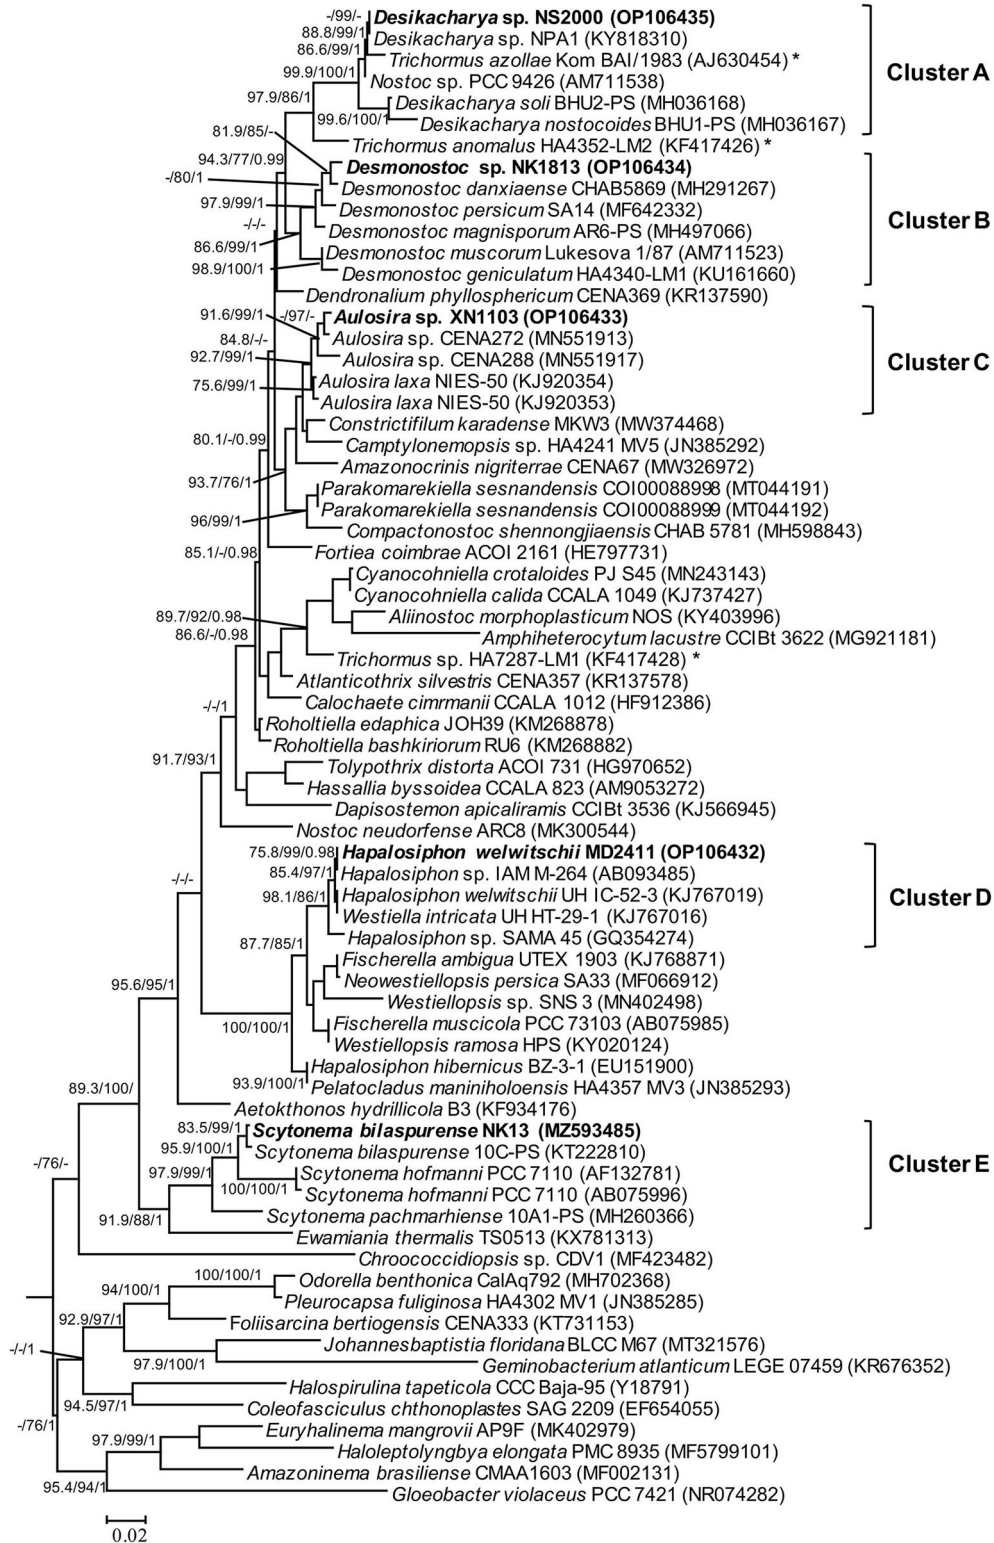 -/99/- Desikacharya sp. NS2000 (OP106435)
88.8/99/1 Desikacharya sp. NPA1 (KY818310)
86.6/99/1 Trichormus azollae Kom BAI/1983 (AJ630454) *
99.9/100/1 Nostoc sp. PCC 9426 (AM711538)
Cluster A
97.9/86/1 Desikacharya soli BHU2-PS (MH036168)
99.6/100/1 Desikacharya nostocoides BHU1-PS (MH036167)
81.9/85/- Trichormus anomalus HA4352-LM2 (KF417426) *
94.3/77/0.99 Desmonostoc sp. NK1813 (OP106434)
-/80/1 Desmonostoc danxiaense CHAB5869 (MH291267)
97.9/99/1 Desmonostoc persicum SA14 (MF642332)
Cluster B
-/-/- Desmonostoc magnisporum AR6-PS (MH497066)
86.6/99/1 Desmonostoc muscorum Lukesova 1/87 (AM711523)
98.9/100/1 Desmonostoc geniculatum HA4340-LM1 (KU161660)
Dendronalium phyllosphericum CENA369 (KR137590)
91.6/99/1 -/97/- Aulosira sp. XN1103 (OP106433)
84.8/-/- Aulosira sp. CENA272 (MN551913)
92.7/99/1 Aulosira sp. CENA288 (MN551917)
Cluster C
75.6/99/1 Aulosira laxa NIES-50 (KJ920354)
Aulosira laxa NIES-50 (KJ920353)
Constrictifilum karadense MKW3 (MW374468)
80.1/-/0.99 Camptylonemopsis sp. HA4241 MV5 (JN385292)
Amazonocrinis nigriterrae CENA67 (MW326972)
93.7/76/1 Parakomarekiella sesnandensis COI00088998 (MT044191)
Parakomarekiella sesnandensis COI00088999 (MT044192)
96/99/1 Compactonostoc shennongjiaensis CHAB 5781 (MH598843)
85.1/-/0.98 Fortiea coimbrae ACOI 2161 (HE797731)
Cyanocohniella crotaloides PJ S45 (MN243143)
Cyanocohniella calida CCALA 1049 (KJ737427)
89.7/92/0.98 Aliinostoc morphoplasticum NOS (KY403996)
86.6/-/0.98 Amphiheterocytum lacustre CCIBt 3622 (MG921181)
Trichormus sp. HA7287-LM1 (KF417428) *
Atlanticothrix silvestris CENA357 (KR137578)
-/-/1 Calochaete cimrmanii CCALA 1012 (HF912386)
Roholtiella edaphica JOH39 (KM268878)
Roholtiella bashkiriorum RU6 (KM268882)
91.7/93/1 Tolypothrix distorta ACOI 731 (HG970652)
Hassallia byssoidea CCALA 823 (AM9053272)
Dapisostemon apicaliramis CCIBt 3536 (KJ566945)
Nostoc neudorfense ARC8 (MK300544)
75.8/99/0.98 Hapalosiphon welwitschii MD2411 (OP106432)
-/-/- 85.4/97/1 Hapalosiphon sp. IAM M-264 (AB093485)
98.1/86/1 Hapalosiphon welwitschii UH IC-52-3 (KJ767019)
Cluster D
Westiella intricata UH HT-29-1 (KJ767016)
87.7/85/1 Hapalosiphon sp. SAMA 45 (GQ354274)
Fischerella ambigua UTEX 1903 (KJ768871)
95.6/95/1 Neowestiellopsis persica SA33 (MF066912)
Westiellopsis sp. SNS 3 (MN402498)
100/100/1 Fischerella muscicola PCC 73103 (AB075985)
Westiellopsis ramosa HPS (KY020124)
Hapalosiphon hibernicus BZ-3-1 (EU151900)
89.3/100/ 93.9/100/1 Pelatocladus maniniholoensis HA4357 MV3 (JN385293)
Aetokthonos hydrillicola B3 (KF934176)
83.5/99/1 Scytonema bilaspurense NK13 (MZ593485)
95.9/100/1 Scytonema bilaspurense 10C-PS (KT222810)
-/76/- 97.9/99/1 Scytonema hofmanni PCC 7110 (AF132781)
Cluster E
100/100/1 Scytonema hofmanni PCC 7110 (AB075996)
91.9/88/1 Scytonema pachmarhiense 10A1-PS (MH260366)
Ewamiania thermalis TS0513 (KX781313)
Chroococcidiopsis sp. CDV1 (MF423482)
100/100/1 Odorella benthonica CalAq792 (MH702368)
94/100/1 Pleurocapsa fuliginosa HA4302 MV1 (JN385285)
92.9/97/1 Foliisarcina bertiogensis CENA333 (KT731153)
-/-/1 Johannesbaptistia floridana BLCC M67 (MT321576)
97.9/100/1 Geminobacterium atlanticum LEGE 07459 (KR676352)
Halospirulina tapeticola CCC Baja-95 (Y18791)
94.5/97/1 Coleofasciculus chthonoplastes SAG 2209 (EF654055)
-/76/1 Euryhalinema mangrovii AP9F (MK402979)
97.9/99/1 Haloleptolyngbya elongata PMC 8935 (MF5799101)
Amazoninema brasiliense CMAA1603 (MF002131)
95.4/94/1 Gloeobacter violaceus PCC 7421 (NR074282)
0.02